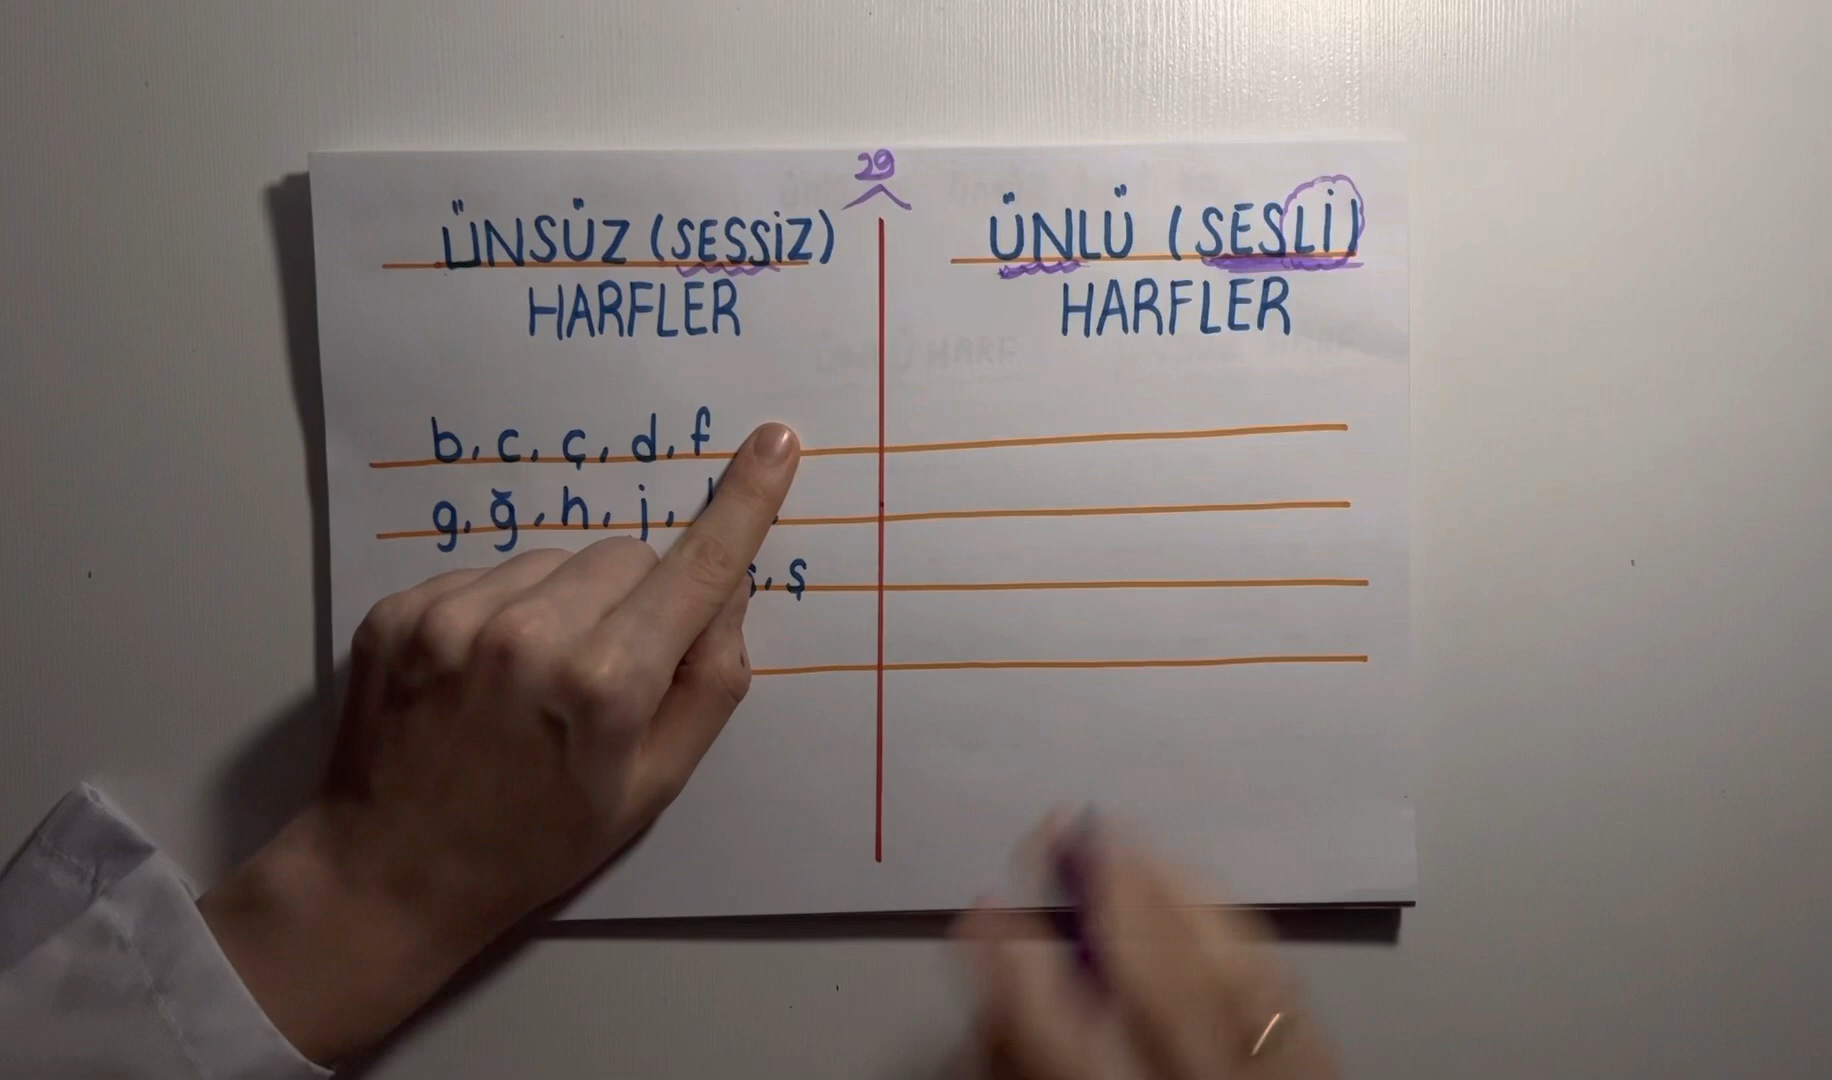 29
ÜNSÜZ (SESSİZ)
HARFLER
ÜNLÜ (SESLİ)
HARFLER
b, c, ç, d, f
g, ğ, h, j,
ş